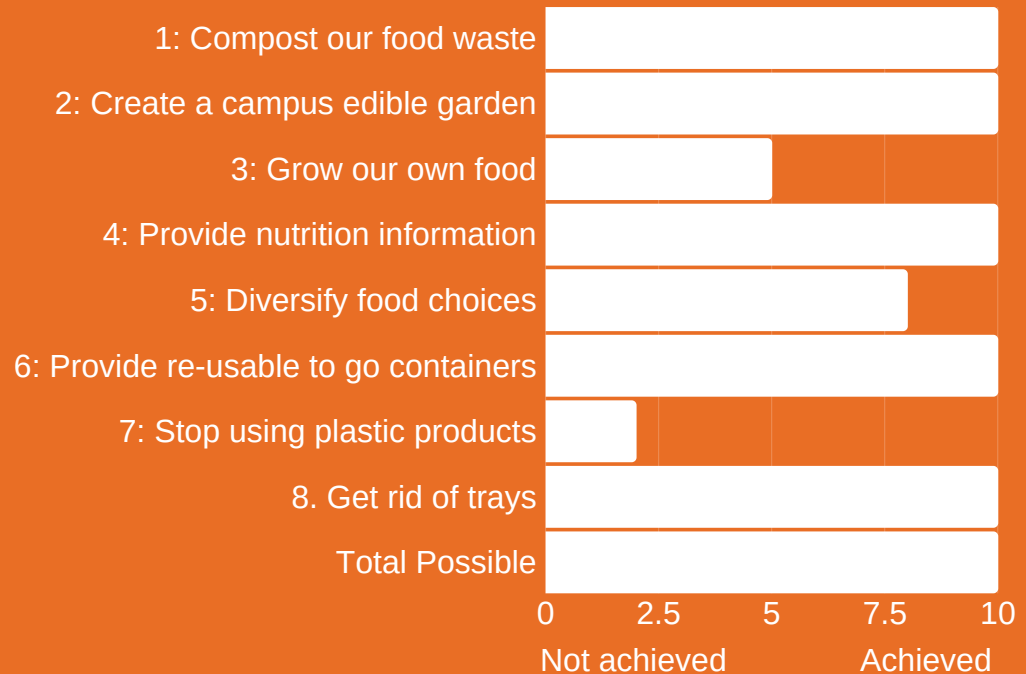 1: Compost our food waste
2: Create a campus edible garden
3: Grow our own food
4: Provide nutrition information
5: Diversify food choices
6: Provide re-usable to go containers
7: Stop using plastic products
8. Get rid of trays
Total Possible
0 2.5 5 7.5 10
Not achieved Achieved